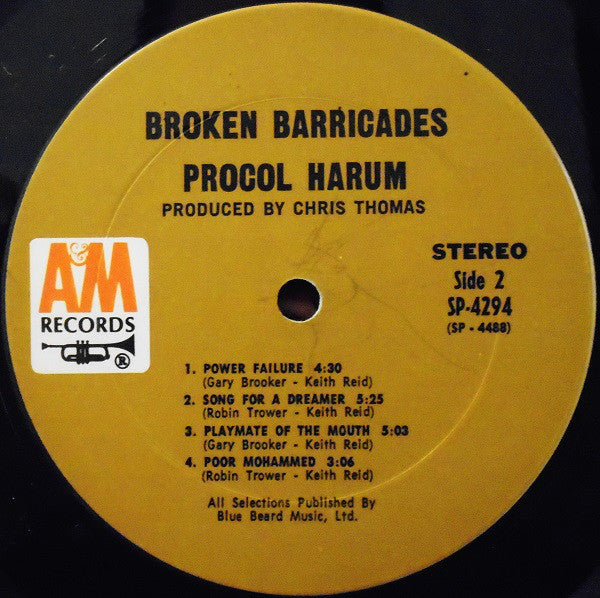 BROKEN BARRICADES
PROCOL HARUM
PRODUCED BY CHRIS THOMAS
A&M
RECORDS
®
STEREO
Side 2
SP-4294
(SP - 4488)
1. POWER FAILURE 4:30
(Gary Brooker - Keith Reid)
2. SONG FOR A DREAMER 5:25
(Robin Trower - Keith Reid)
3. PLAYMATE OF THE MOUTH 5:03
(Gary Brooker - Keith Reid)
4. POOR MOHAMMED 3:06
(Robin Trower - Keith Reid)
All Selections Published By
Blue Beard Music, Ltd.